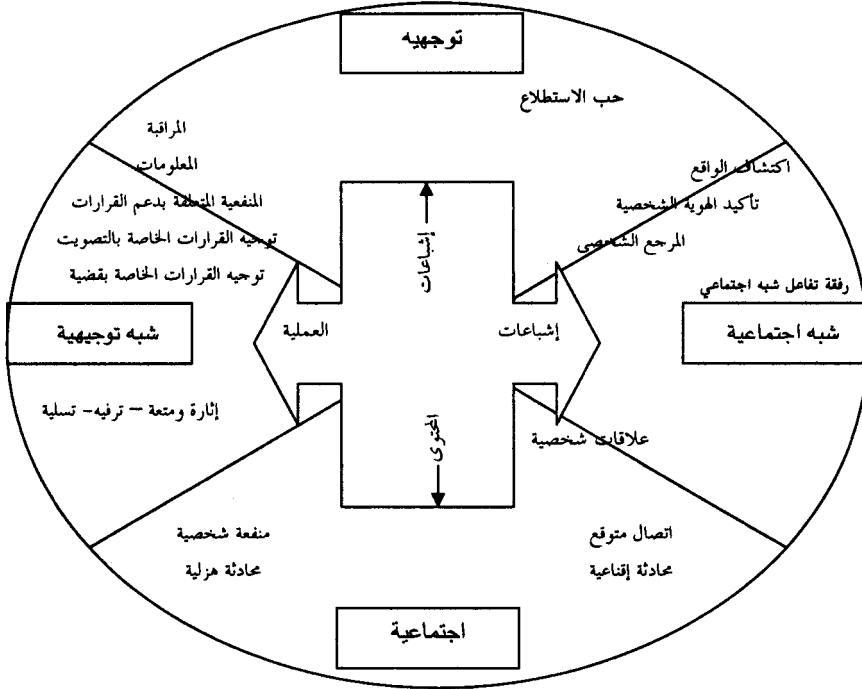 توجهيه
حب الاستطلاع
المراقبة
المعلومات
المنفعية المتعلقة بدعم القرارات
توجيه القرارات الخاصة بالتصويت
توجيه القرارات الخاصة بقضية
اكتشاف الواقع
تأكيد الهوية الشخصية
المرجع الشخصى
رفقة تفاعل شبه اجتماعي
شبه اجتماعية
إشباعات
إشباعات
العملية
شبه توجيهية
إثارة ومتعة – ترفيه- تسلية
المحتوى
علاقات شخصية
اتصال متوقع
محادثة إقناعية
منفعة شخصية
محادثة هزلية
اجتماعية